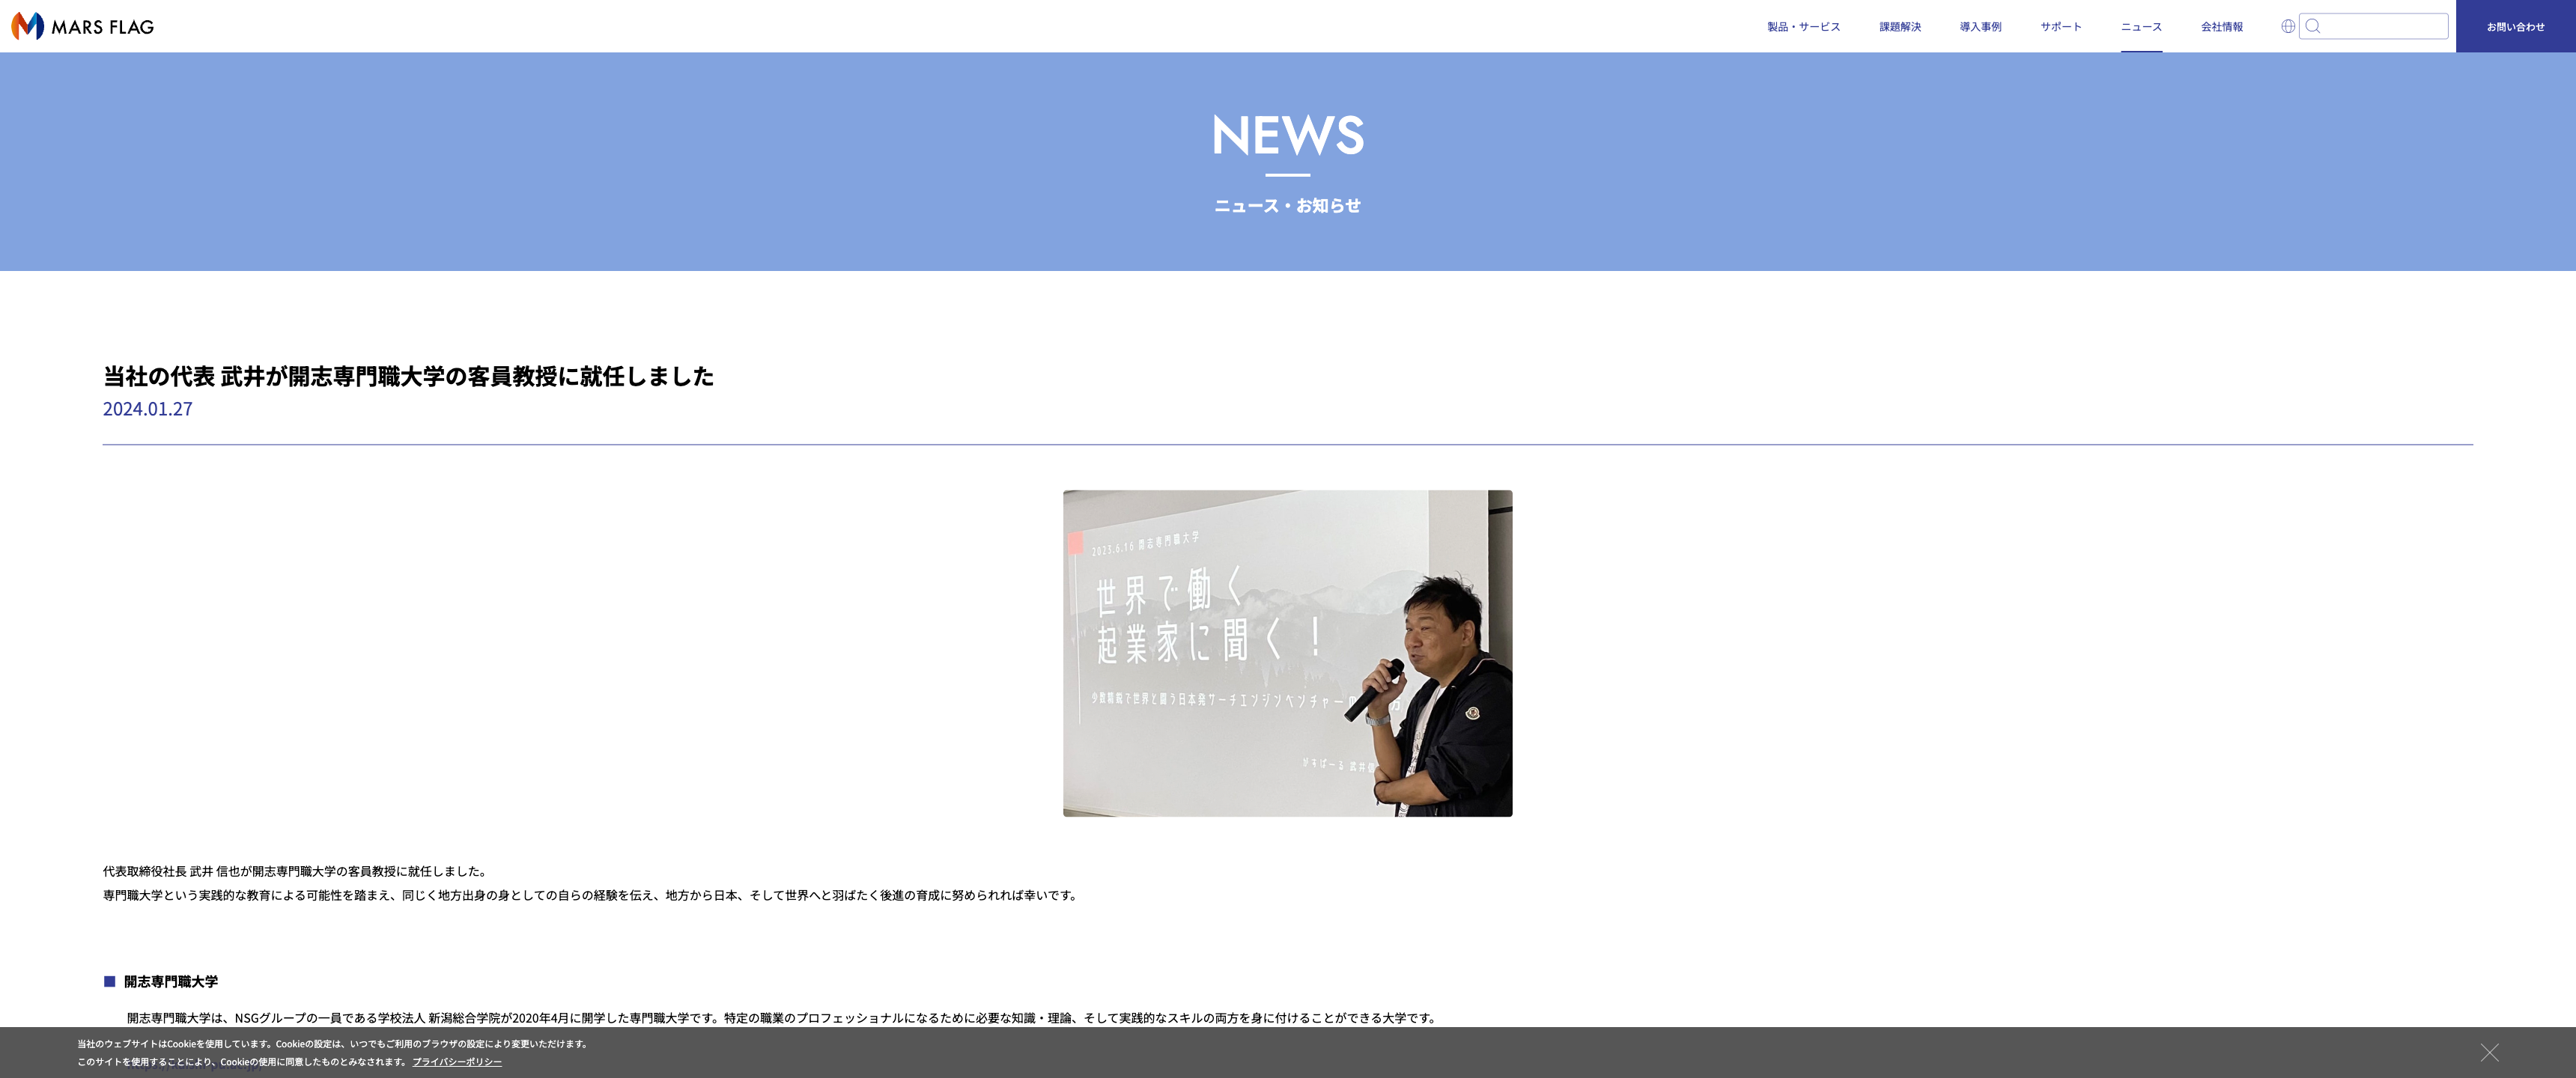 MARS FLAG
製品・サービス
課題解決
導入事例
サポート
ニュース
会社情報
お問い合わせ
NEWS
ニュース・お知らせ
当社の代表 武井が開志専門職大学の客員教授に就任しました
2024.01.27
2023.6.16 開志専門職大学
世界で働く
起業家に聞く！
少数精鋭で世界と闘う日本発サーチエンジンベンチャーの
がすぱーる 武井信
代表取締役社長 武井 信也が開志専門職大学の客員教授に就任しました。
専門職大学という実践的な教育による可能性を踏まえ、同じく地方出身の身としての自らの経験を伝え、地方から日本、そして世界へと羽ばたく後進の育成に努められれば幸いです。
■ 開志専門職大学
開志専門職大学は、NSGグループの一員である学校法人 新潟総合学院が2020年4月に開学した専門職大学です。特定の職業のプロフェッショナルになるために必要な知識・理論、そして実践的なスキルの両方を身に付けることができる大学です。
当社のウェブサイトはCookieを使用しています。Cookieの設定は、いつでもご利用のブラウザの設定により変更いただけます。
このサイトを使用することにより、Cookieの使用に同意したものとみなされます。 プライバシーポリシー